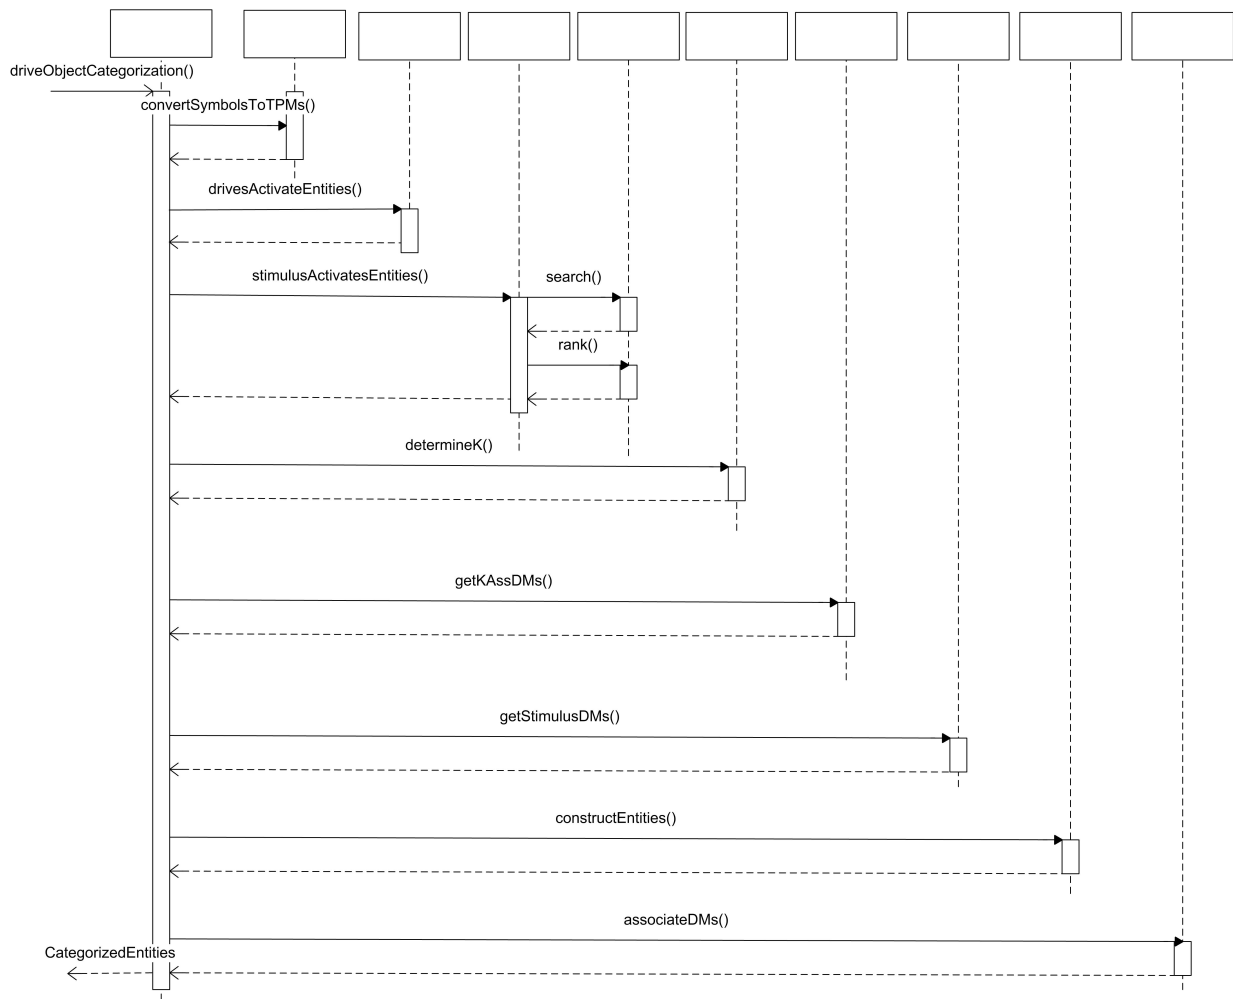 driveObjectCategorization()
convertSymbolsToTPMs()
drivesActivateEntities()
stimulusActivatesEntities()
search()
rank()
determineK()
getKAssDMs()
getStimulusDMs()
constructEntities()
associateDMs()
CategorizedEntities